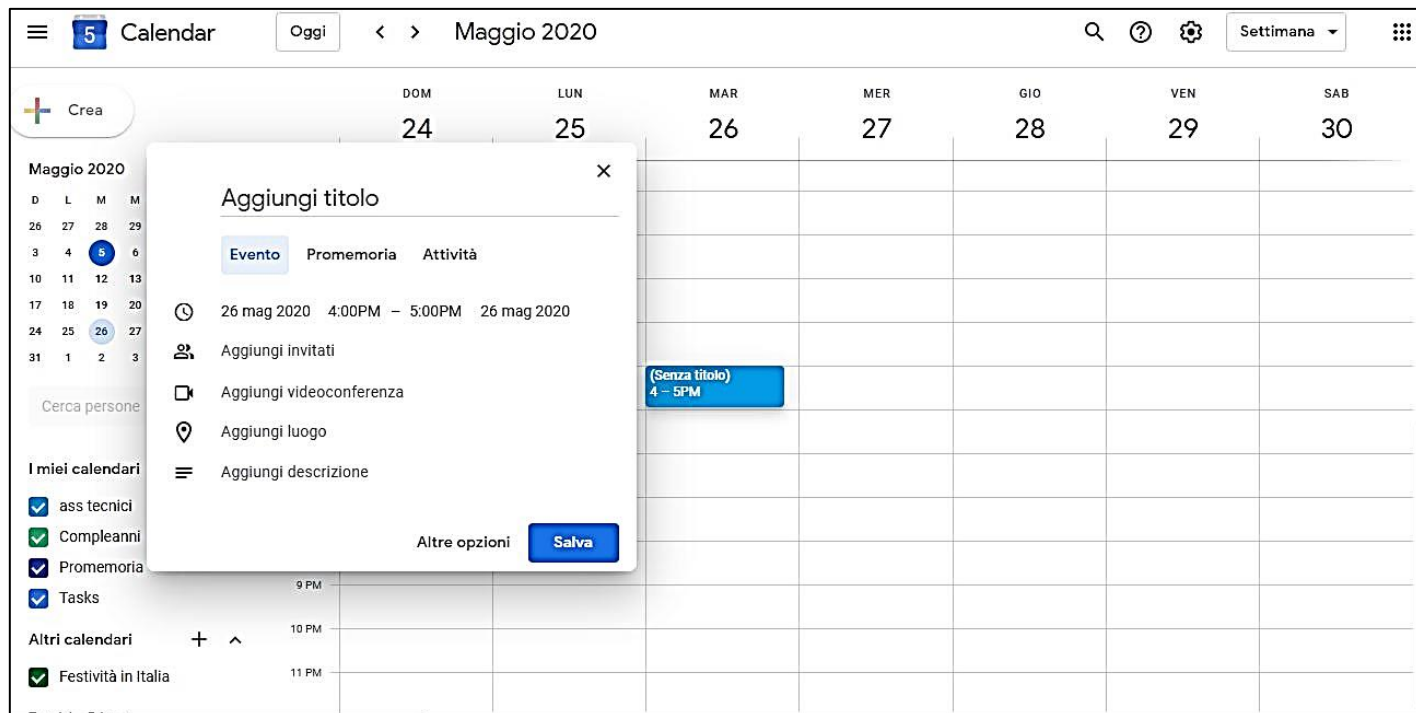 5 Calendar Oggi Maggio 2020 Settimana
Crea
DOM LUN MAR MER GIO VEN SAB
24 25 26 27 28 29 30
Maggio 2020
D L M M
26 27 28 29
3 4 5 6
10 11 12 13
17 18 19 20
24 25 26 27
31 1 2 3
Cerca persone
I miei calendari
ass tecnici
Compleanni
Promemoria
Tasks
Altri calendari
Festività in Italia
Aggiungi titolo
Evento Promemoria Attività
26 mag 2020 4:00PM – 5:00PM 26 mag 2020
Aggiungi invitati
Aggiungi videoconferenza
Aggiungi luogo
Aggiungi descrizione
Altre opzioni Salva
(Senza titolo)
4 – 5PM
9 PM
10 PM
11 PM